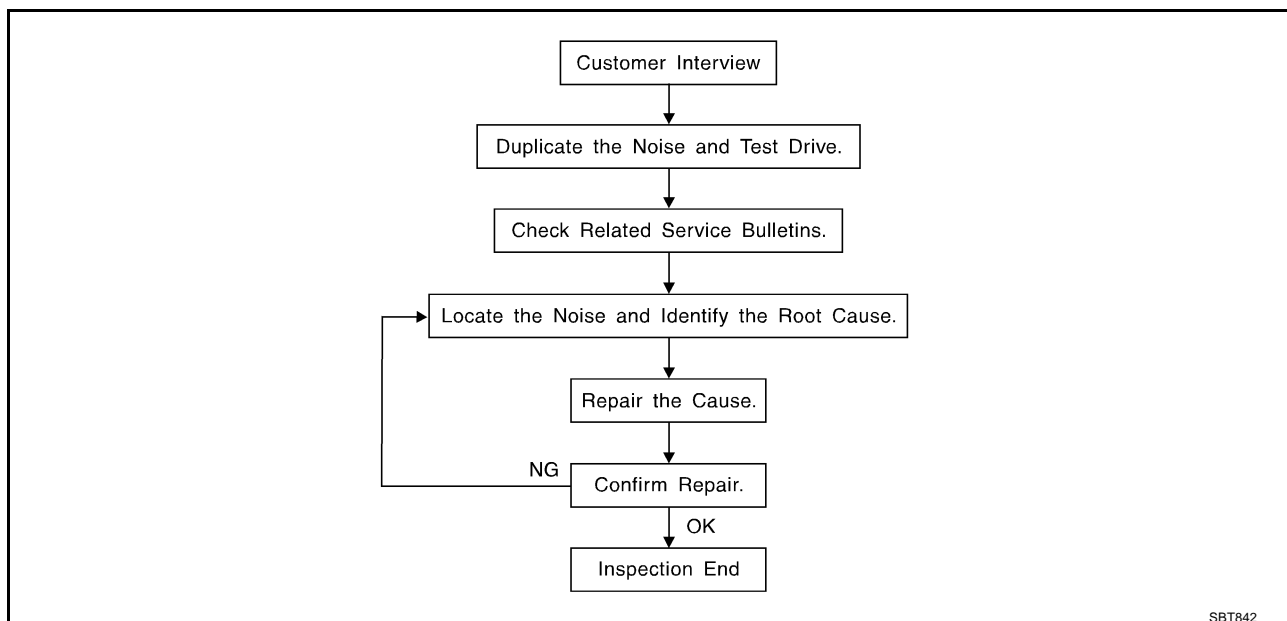 Customer Interview
Duplicate the Noise and Test Drive.
Check Related Service Bulletins.
Locate the Noise and Identify the Root Cause.
Repair the Cause.
NG
Confirm Repair.
OK
Inspection End
SBT842